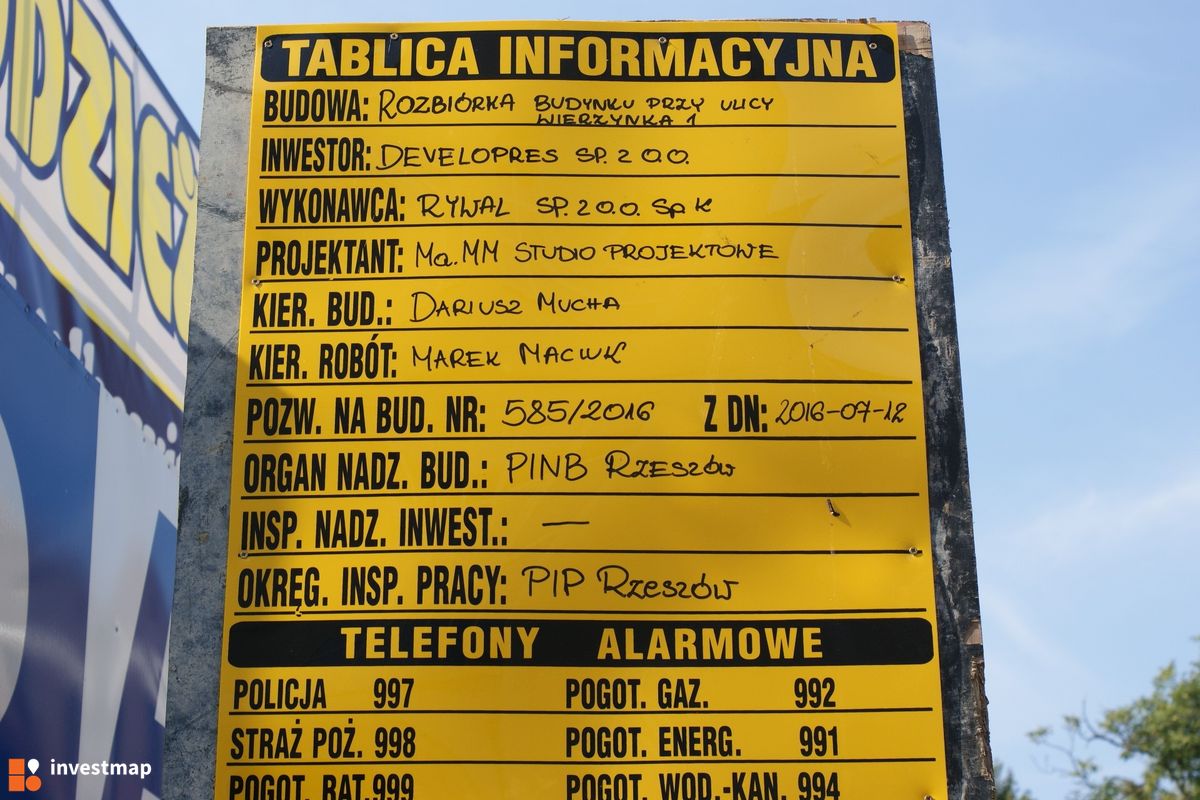 DZIEŻ
TABLICA INFORMACYJNA
BUDOWA: ROZBIÓRKA BUDYNKU PRZY ULICY
WIERZYNKA 1
INWESTOR: DEVELOPRES SP. Z O.O.
WYKONAWCA: RYWAL SP. Z O.O. Sp K
PROJEKTANT: Ma.MM STUDIO PROJEKTOWE
KIER. BUD.: DARIUSZ MUCHA
KIER. ROBÓT: MAREK
POZW. NA BUD. NR: 585/2016 Z DN: 2016-07-12
ORGAN NADZ. BUD.: PINB RZESZÓW
INSP. NADZ. INWEST.: —
OKRĘG. INSP. PRACY: PIP RZESZÓW
TELEFONY ALARMOWE
POLICJA 997 POGOT. GAZ. 992
STRAŻ POŻ. 998 POGOT. ENERG. 991
POGOT. RAT. 999 POGOT. WOD.-KAN. 994
investmap